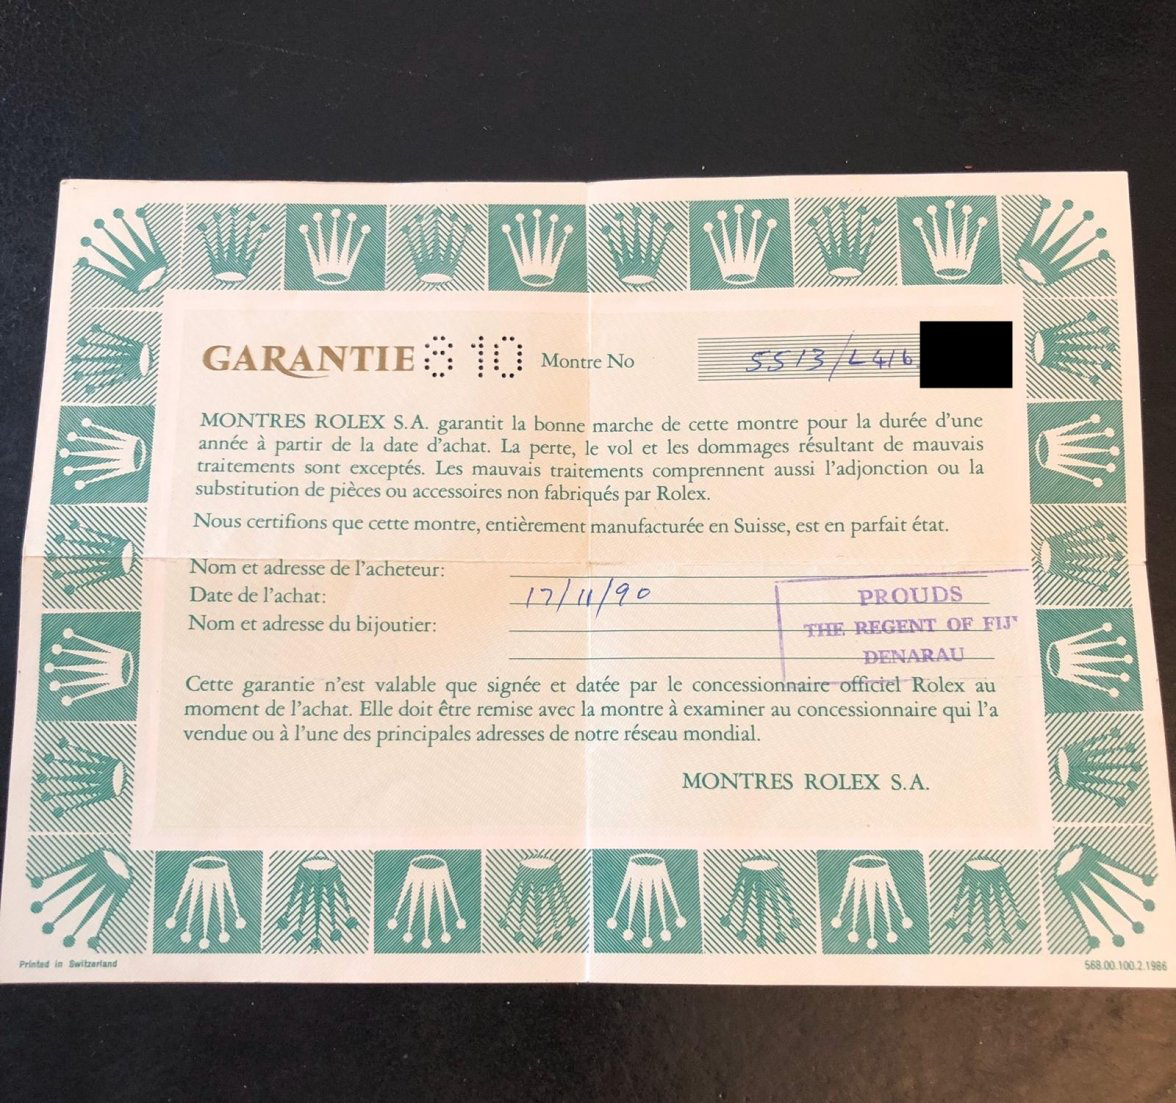 GARANTIE 810 Montre No 5513/L416
MONTRES ROLEX S.A. garantit la bonne marche de cette montre pour la durée d'une
année à partir de la date d'achat. La perte, le vol et les dommages résultant de mauvais
traitements sont exceptés. Les mauvais traitements comprennent aussi l'adjonction ou la
substitution de pièces ou accessoires non fabriqués par Rolex.
Nous certifions que cette montre, entièrement manufacturée en Suisse, est en parfait état.
Nom et adresse de l'acheteur:
Date de l'achat: 17/11/90
Nom et adresse du bijoutier:
PROUDS
THE REGENT OF FIJI
DENARAU
Cette garantie n'est valable que signée et datée par le concessionnaire officiel Rolex au
moment de l'achat. Elle doit être remise avec la montre à examiner au concessionnaire qui l'a
vendue ou à l'une des principales adresses de notre réseau mondial.
MONTRES ROLEX S.A.
Printed in Switzerland
568.00.100.2.1986